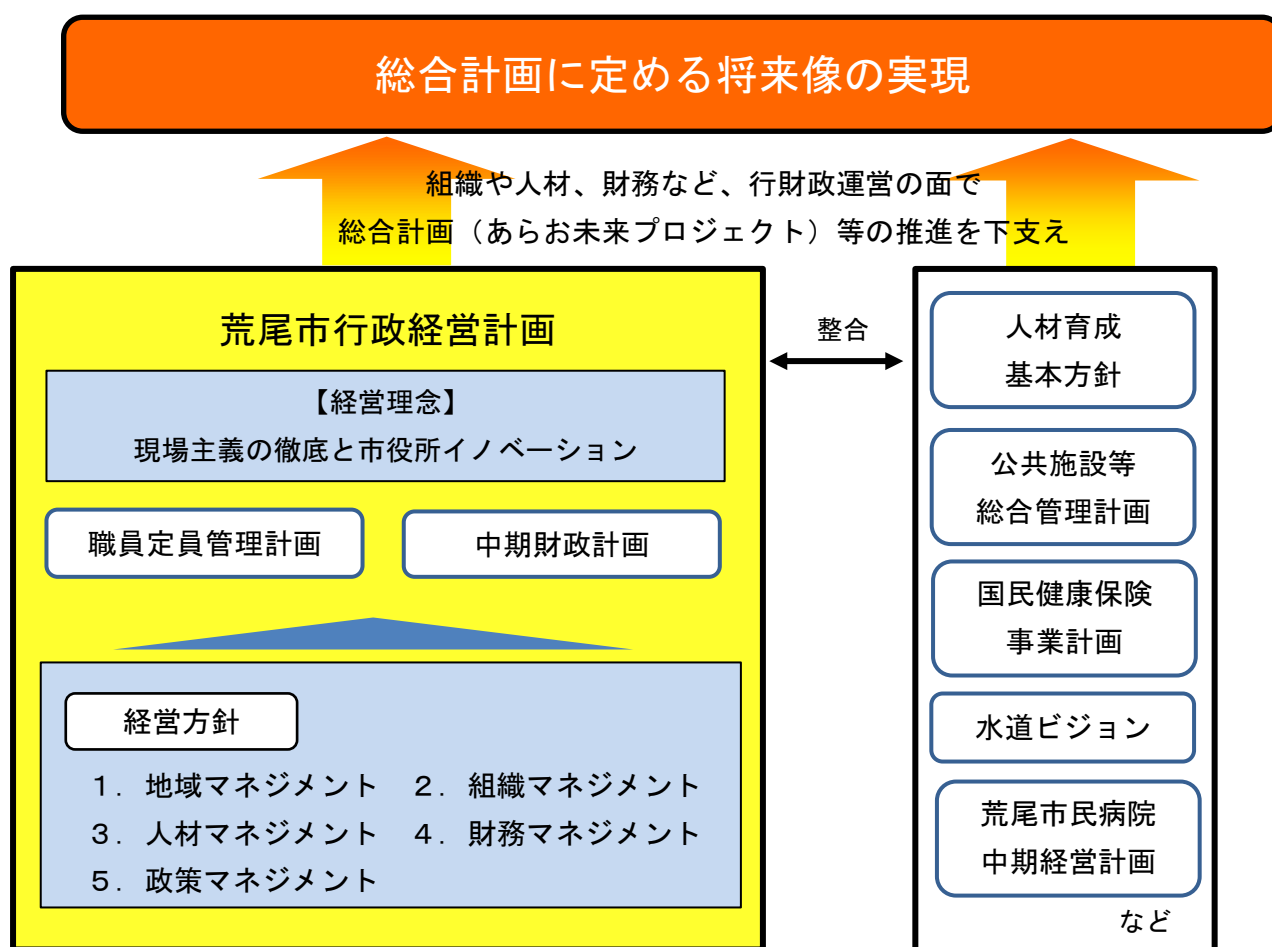 総合計画に定める将来像の実現
組織や人材、財務など、行財政運営の面で
総合計画（あらお未来プロジェクト）等の推進を下支え
荒尾市行政経営計画
【経営理念】
現場主義の徹底と市役所イノベーション
職員定員管理計画
中期財政計画
経営方針
１．地域マネジメント　２．組織マネジメント
３．人材マネジメント　４．財務マネジメント
５．政策マネジメント
整合
人材育成
基本方針
公共施設等
総合管理計画
国民健康保険
事業計画
水道ビジョン
荒尾市民病院
中期経営計画
など